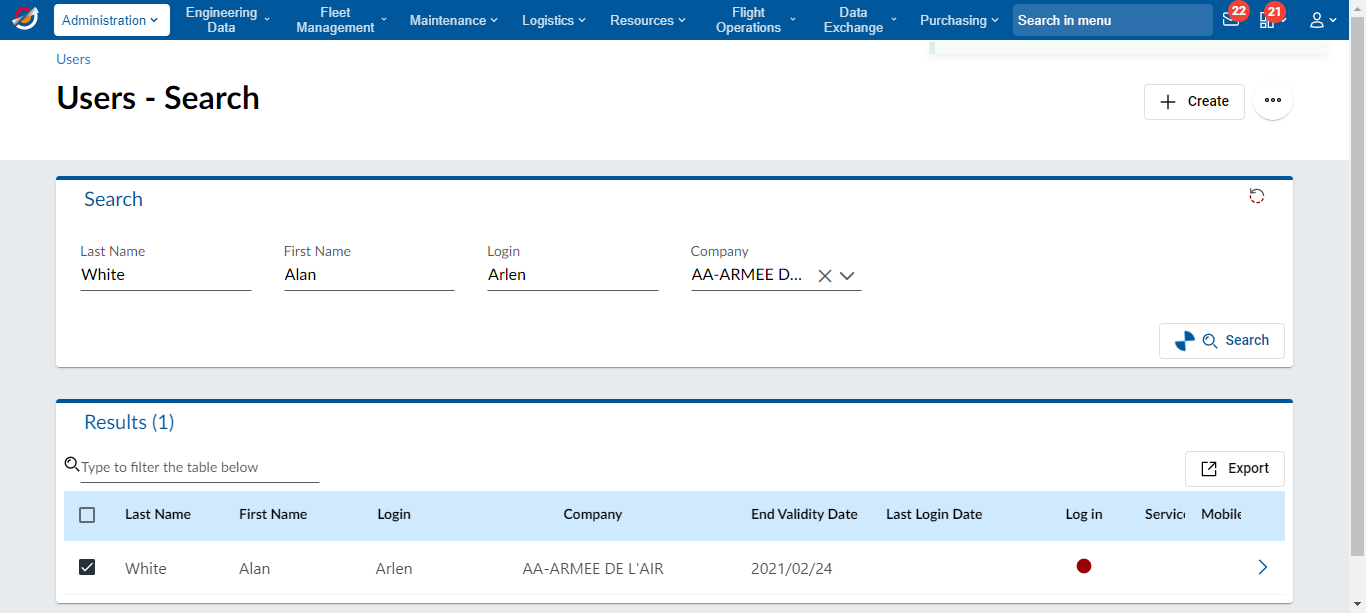 Administration
Engineering Data
Fleet Management
Maintenance
Logistics
Resources
Flight Operations
Data Exchange
Purchasing
Search in menu
22
21
Users
Users - Search
Create
Search
Last Name
First Name
Login
Company
White
Alan
Arlen
AA-ARMEE D...
Search
Results (1)
Type to filter the table below
Export
Last Name First Name Login Company End Validity Date Last Login Date Log in Servic Mobile
White Alan Arlen AA-ARMEE DE L'AIR 2021/02/24